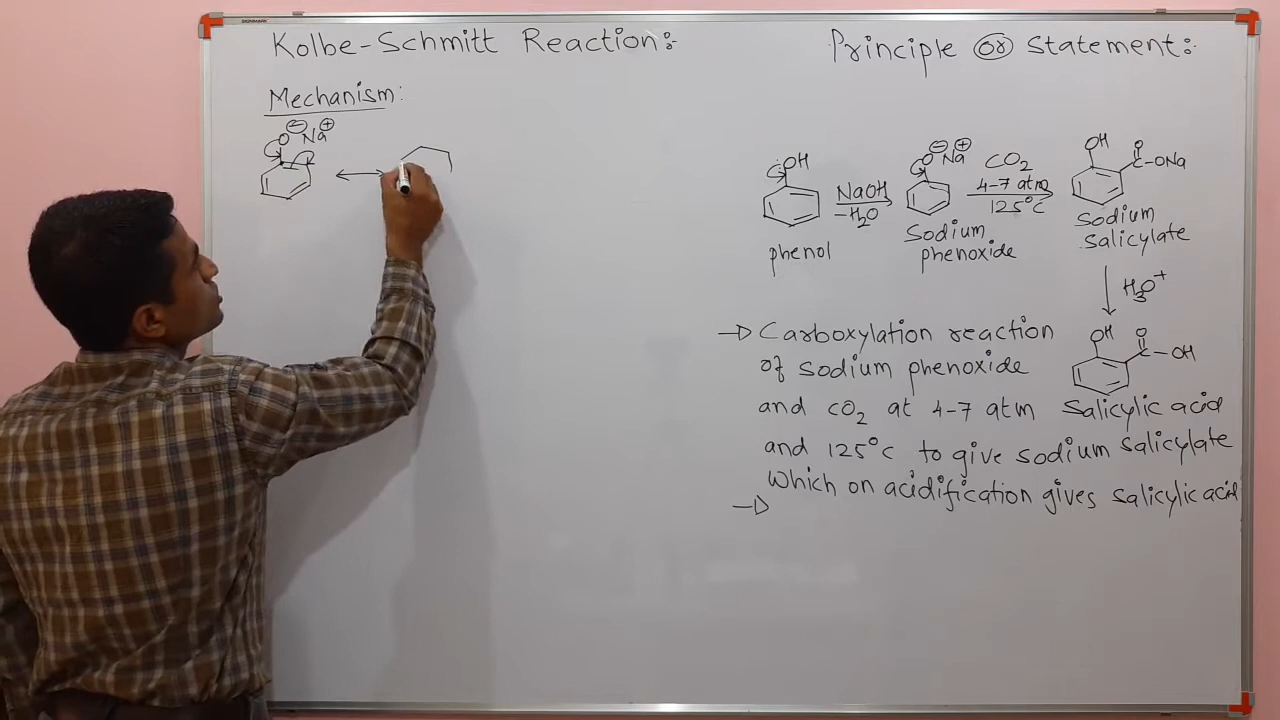 Kolbe-Schmitt Reaction:-
Principle or Statement:-
Mechanism:
O⊖ Na⊕
OH
NaOH
-H2O
O⊖ Na⊕
CO2
4-7 atm
125°C
OH
O
C-ONa
phenol
Sodium
phenoxide
Sodium
salicylate
H3O+
OH
O
C-OH
Salicylic acid
→ Carboxylation reaction
of sodium phenoxide
and CO2 at 4-7 atm
and 125°C to give sodium salicylate
which on acidification gives salicylic acid
→